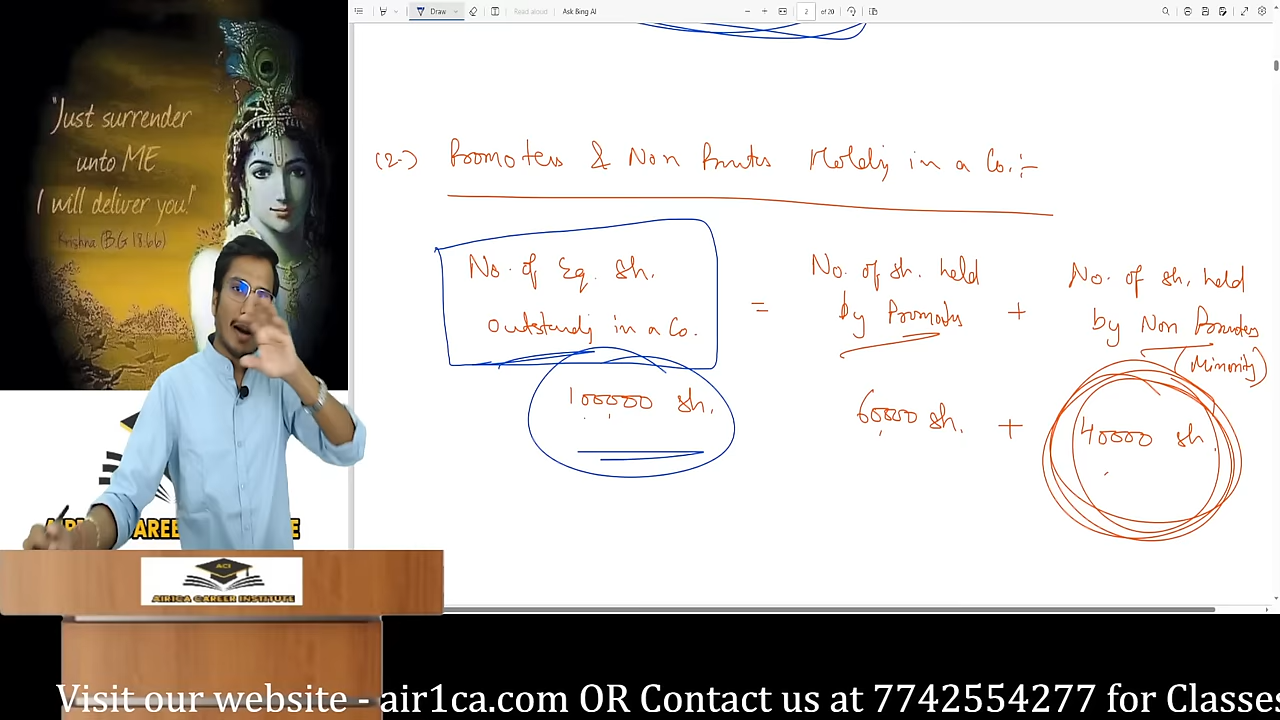 Draw
Read aloud
Ask Bing AI
2
of 20
"Just surrender
unto ME
I will deliver you!"
- Krishna (B.G 18:66)
(2.) Promoters & Non Promoters Holding in a Co. :-
No. of Eq. Sh.
outstanding in a Co.
=
No. of sh. held
by Promoters
+
No. of sh. held
by Non Promoters
(Minority)
100000 sh.
60000 sh. + 40000 sh.
ACI
AIR1CA CAREER INSTITUTE
Visit our website - air1ca.com OR Contact us at 7742554277 for Classes